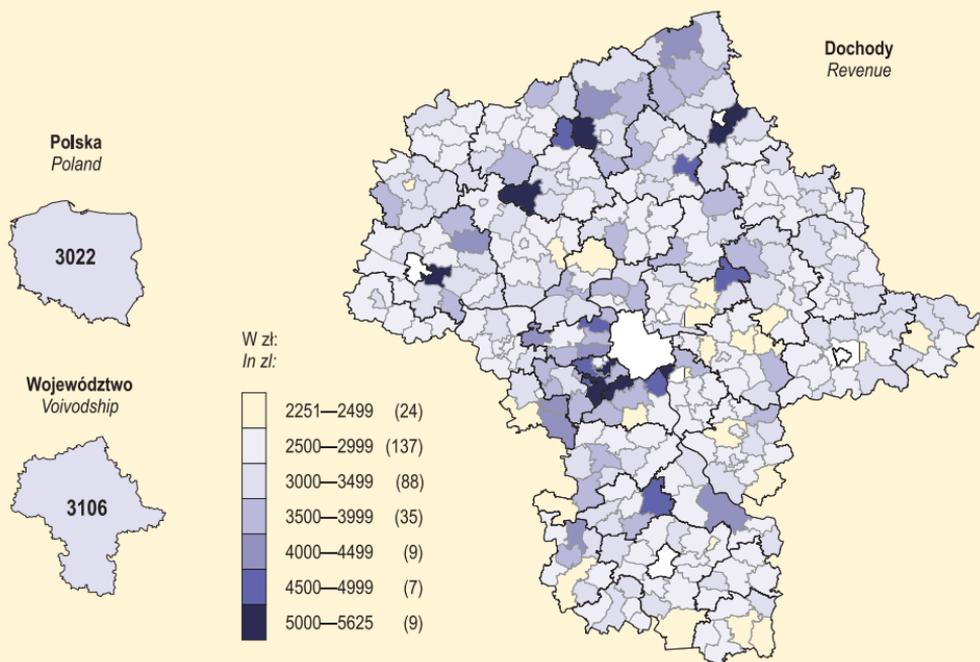 Dochody
Revenue
Polska
Poland
3022
Województwo
Voivodship
3106
W zł:
In zl:
2251—2499 (24)
2500—2999 (137)
3000—3499 (88)
3500—3999 (35)
4000—4499 (9)
4500—4999 (7)
5000—5625 (9)